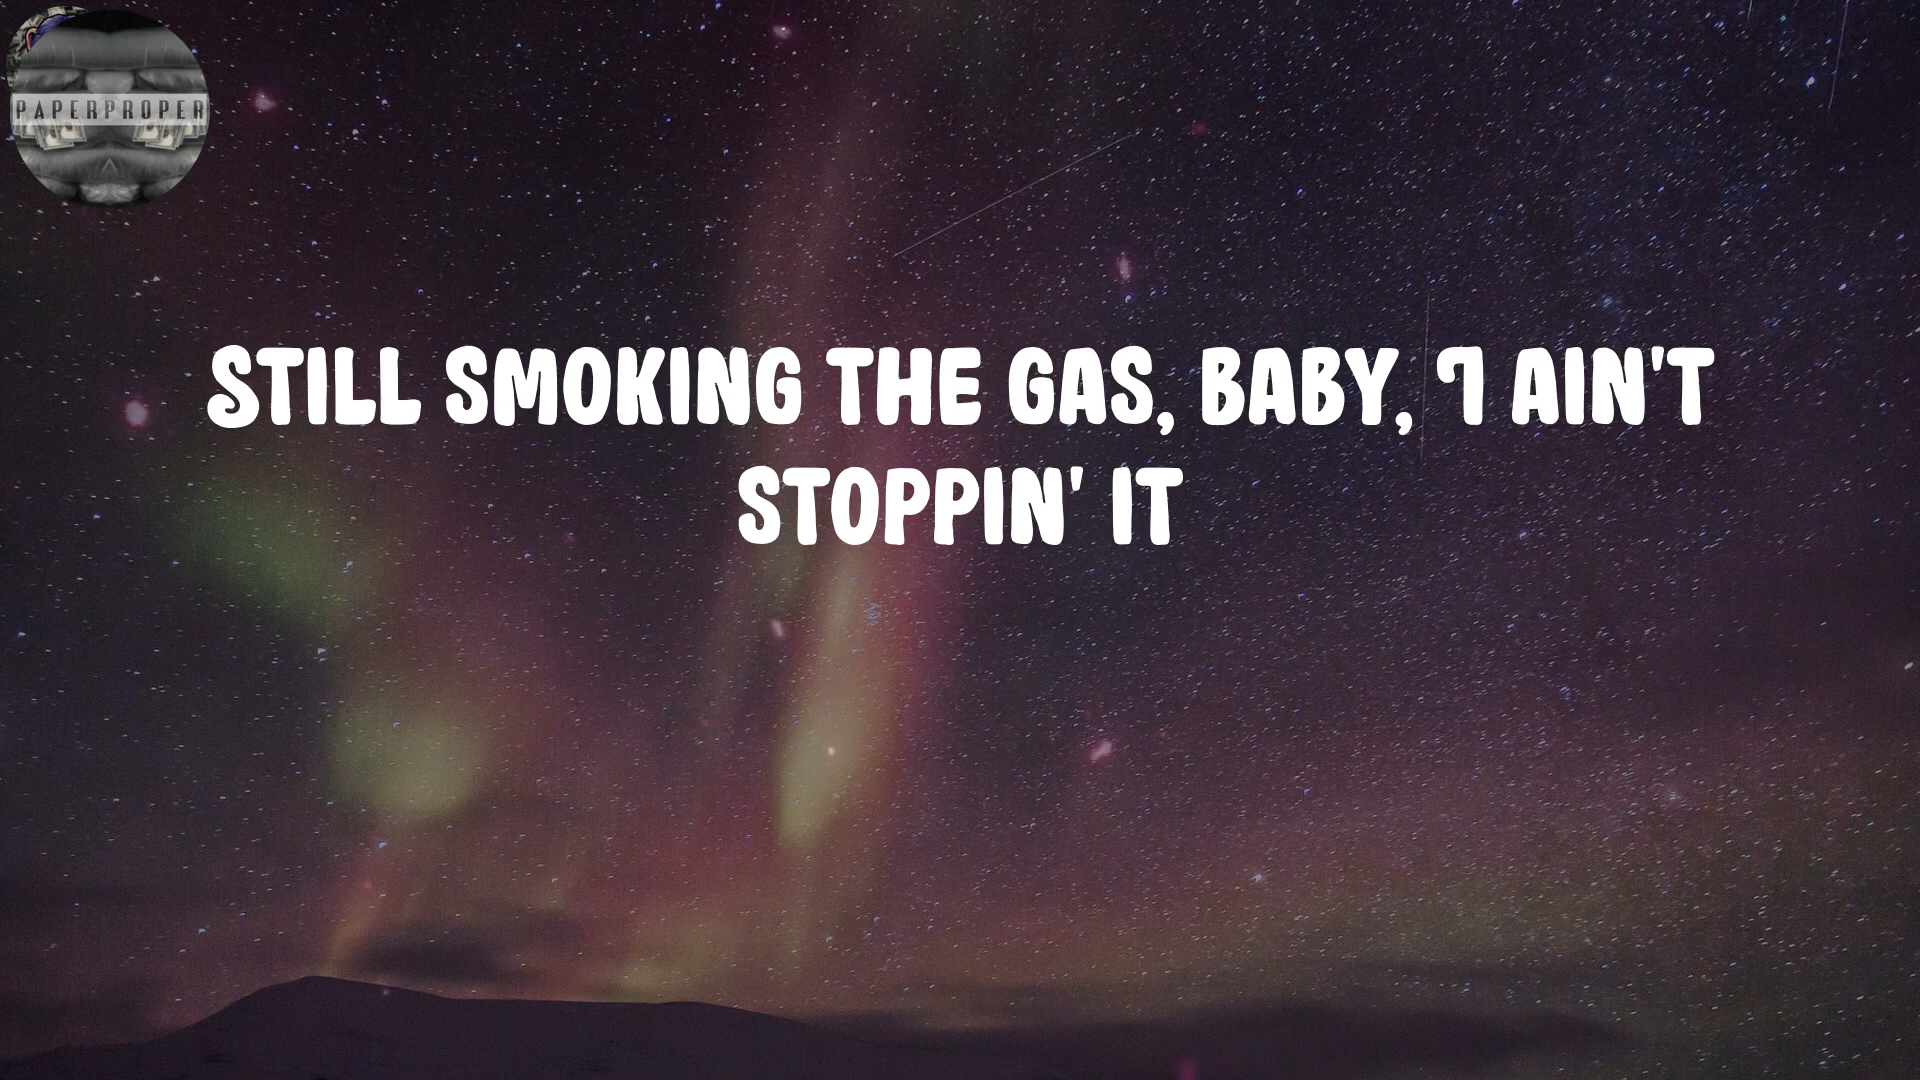 PAPERPROPER
STILL SMOKING THE GAS, BABY, I AIN'T
STOPPIN' IT